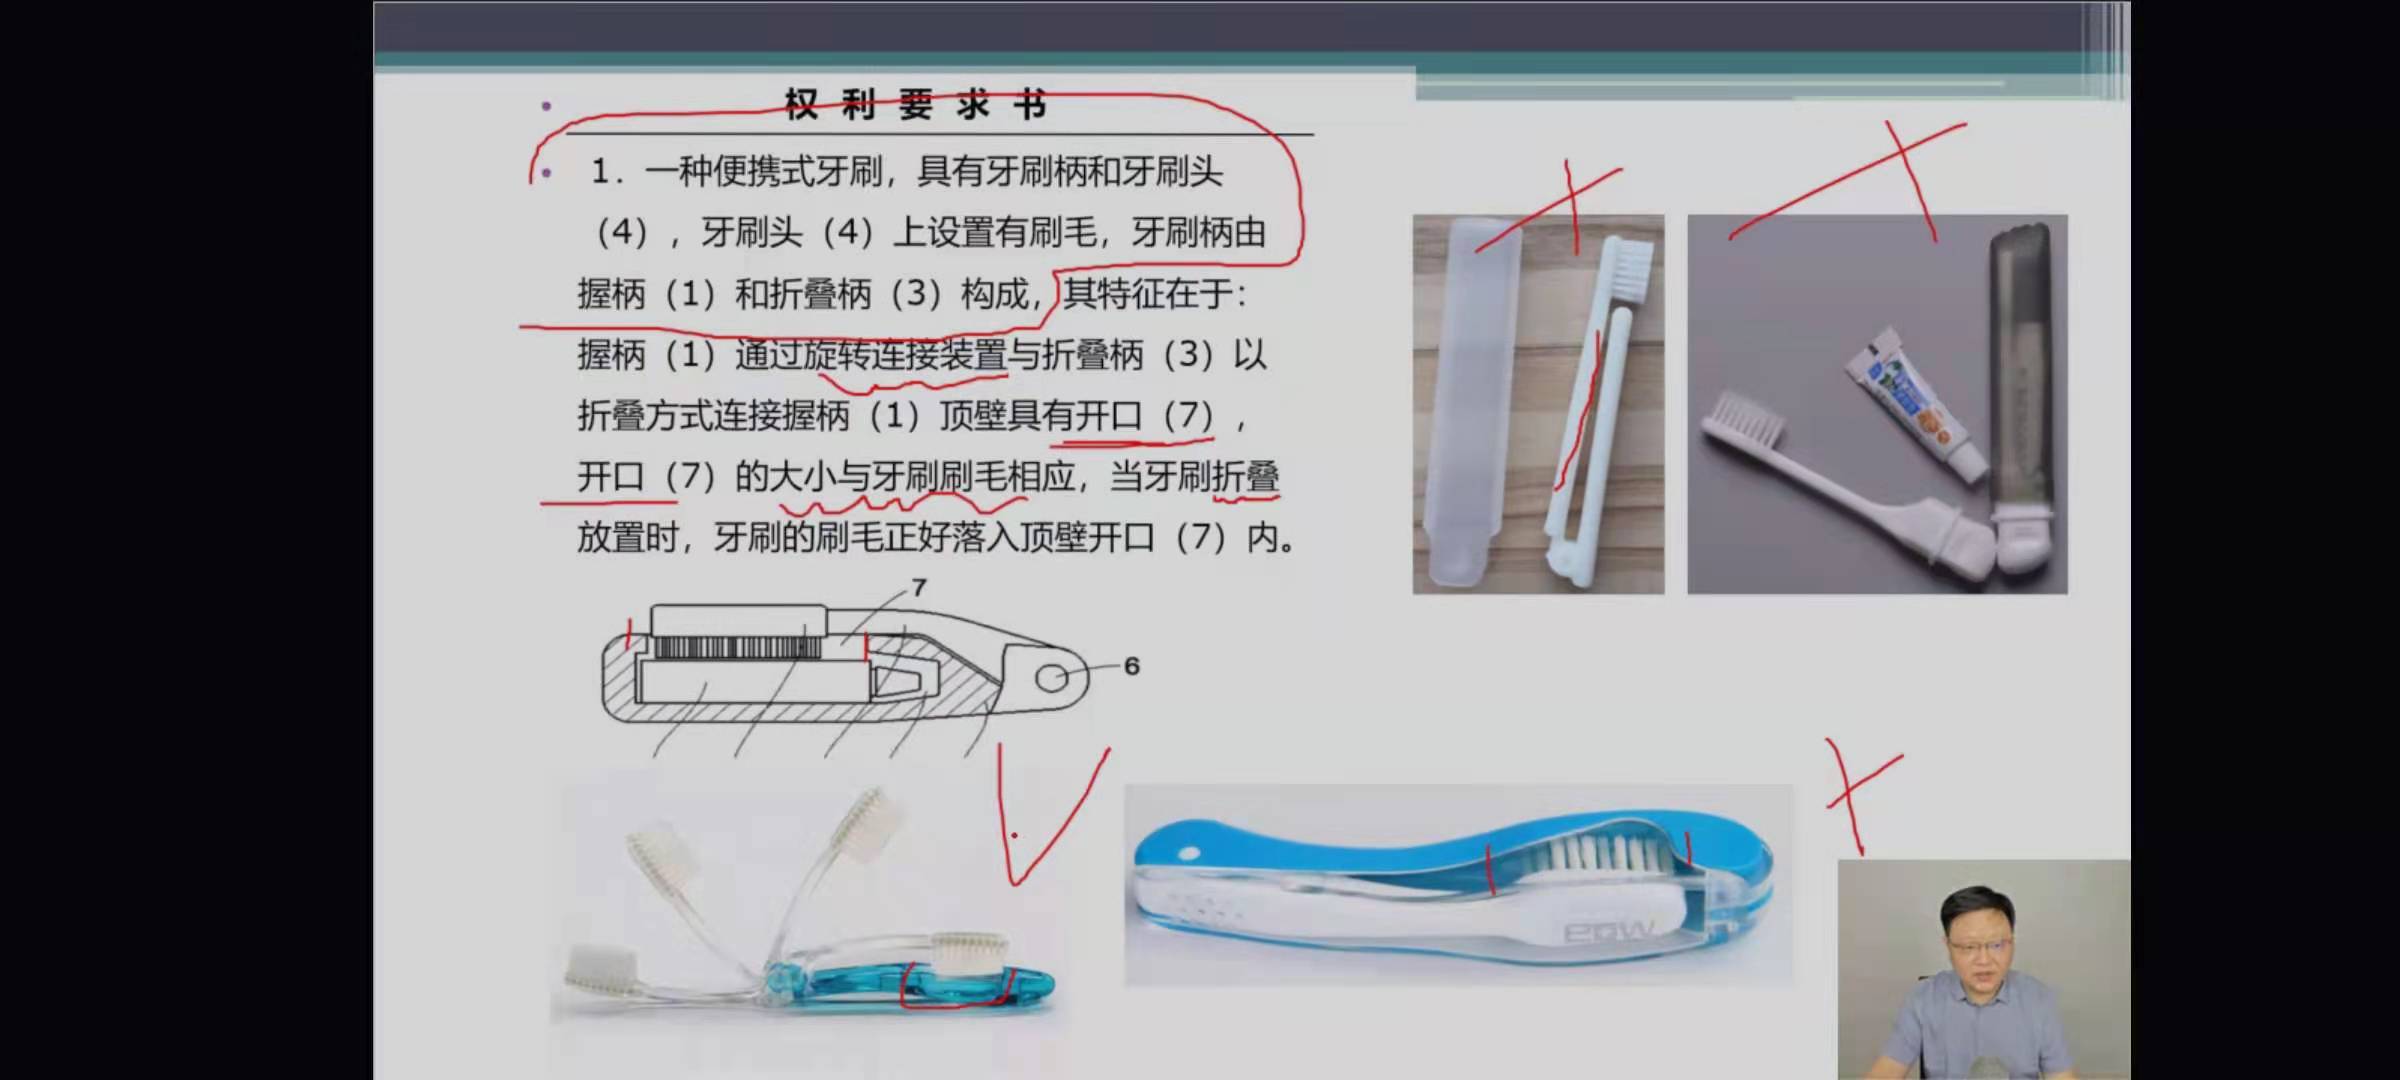 权利要求书
1. 一种便携式牙刷，具有牙刷柄和牙刷头
（4），牙刷头（4）上设置有刷毛，牙刷柄由
握柄（1）和折叠柄（3）构成，其特征在于：
握柄（1）通过旋转连接装置与折叠柄（3）以
折叠方式连接握柄（1）顶壁具有开口（7），
开口（7）的大小与牙刷刷毛相应，当牙刷折叠
放置时，牙刷的刷毛正好落入顶壁开口（7）内。
7
6